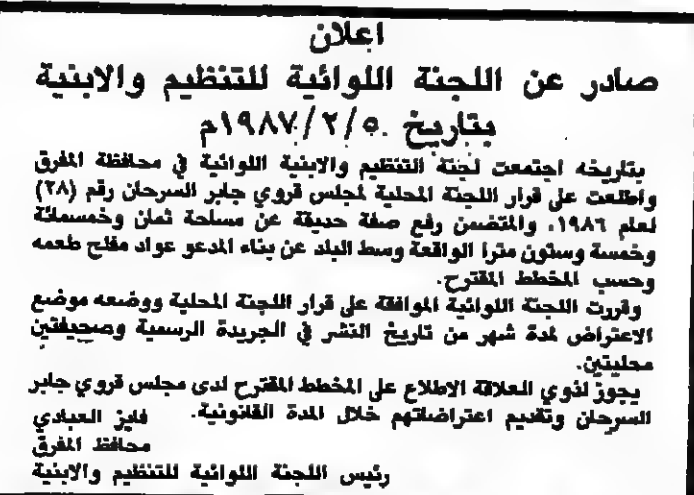 اعلان
صادر عن اللجنة اللوائية للتنظيم والابنية
بتاريخ ١٩٨٧/٢/٥م
بتاريخه اجتمعت لجنة التنظيم والابنية اللوائية في محافظة المفرق
واطلعت على قرار اللجنة المحلية لمجلس قروي جابر السرحان رقم (٢٨)
لعام ١٩٨٦، والمتضمن رفع صفة حديقة عن مساحة ثمان وخمسمائة
وخمسة وستون مترا الواقعة وسط البلد عن بناء المدعو عواد مفلح طعمه
وحسب المخطط المقترح.
وقررت اللجنة اللوائية الموافقة على قرار اللجنة المحلية ووضعه موضع
الاعتراض لمدة شهر من تاريخ النشر في الجريدة الرسمية وصحيفتين
محليتين.
يجوز لذوي العلاقة الاطلاع على المخطط المقترح لدى مجلس قروي جابر
السرحان وتقديم اعتراضاتهم خلال المدة القانونية. فايز العبادي
محافظ المفرق
رئيس اللجنة اللوائية للتنظيم والابنية